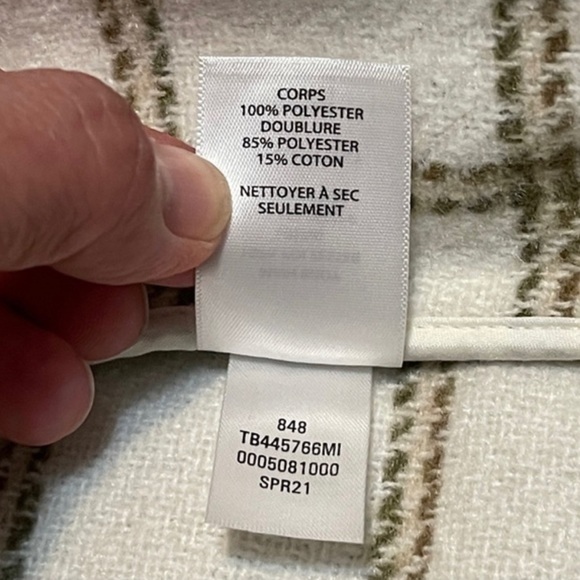 CORPS
100% POLYESTER
DOUBLURE
85% POLYESTER
15% COTON
NETTOYER À SEC
SEULEMENT
848
TB445766MI
0005081000
SPR21